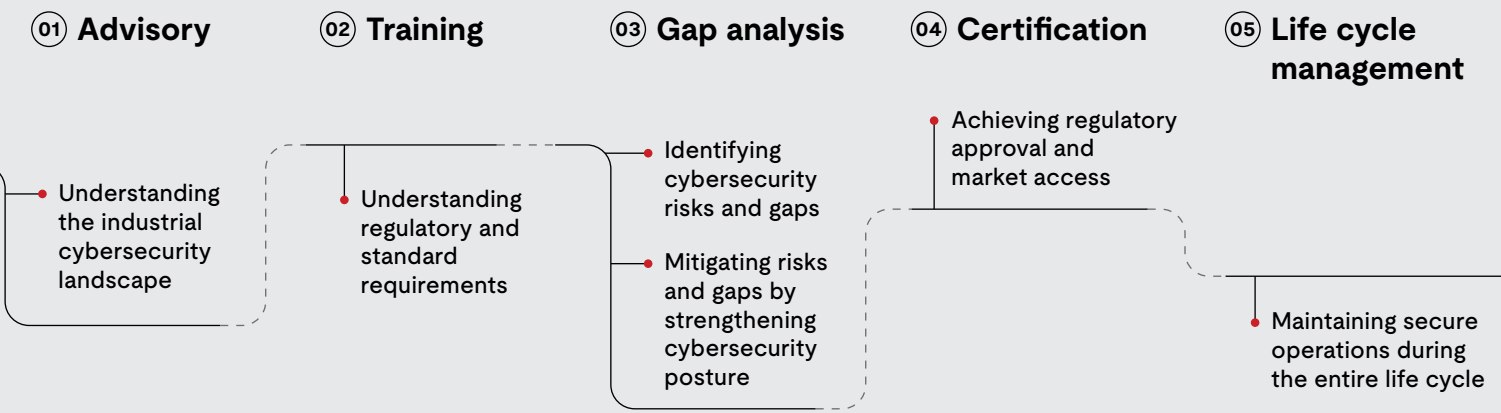 01 Advisory
Understanding
the industrial
cybersecurity
landscape
02 Training
Understanding
regulatory and
standard
requirements
03 Gap analysis
Identifying
cybersecurity
risks and gaps
Mitigating risks
and gaps by
strengthening
cybersecurity
posture
04 Certification
Achieving regulatory
approval and
market access
05 Life cycle
management
Maintaining secure
operations during
the entire life cycle